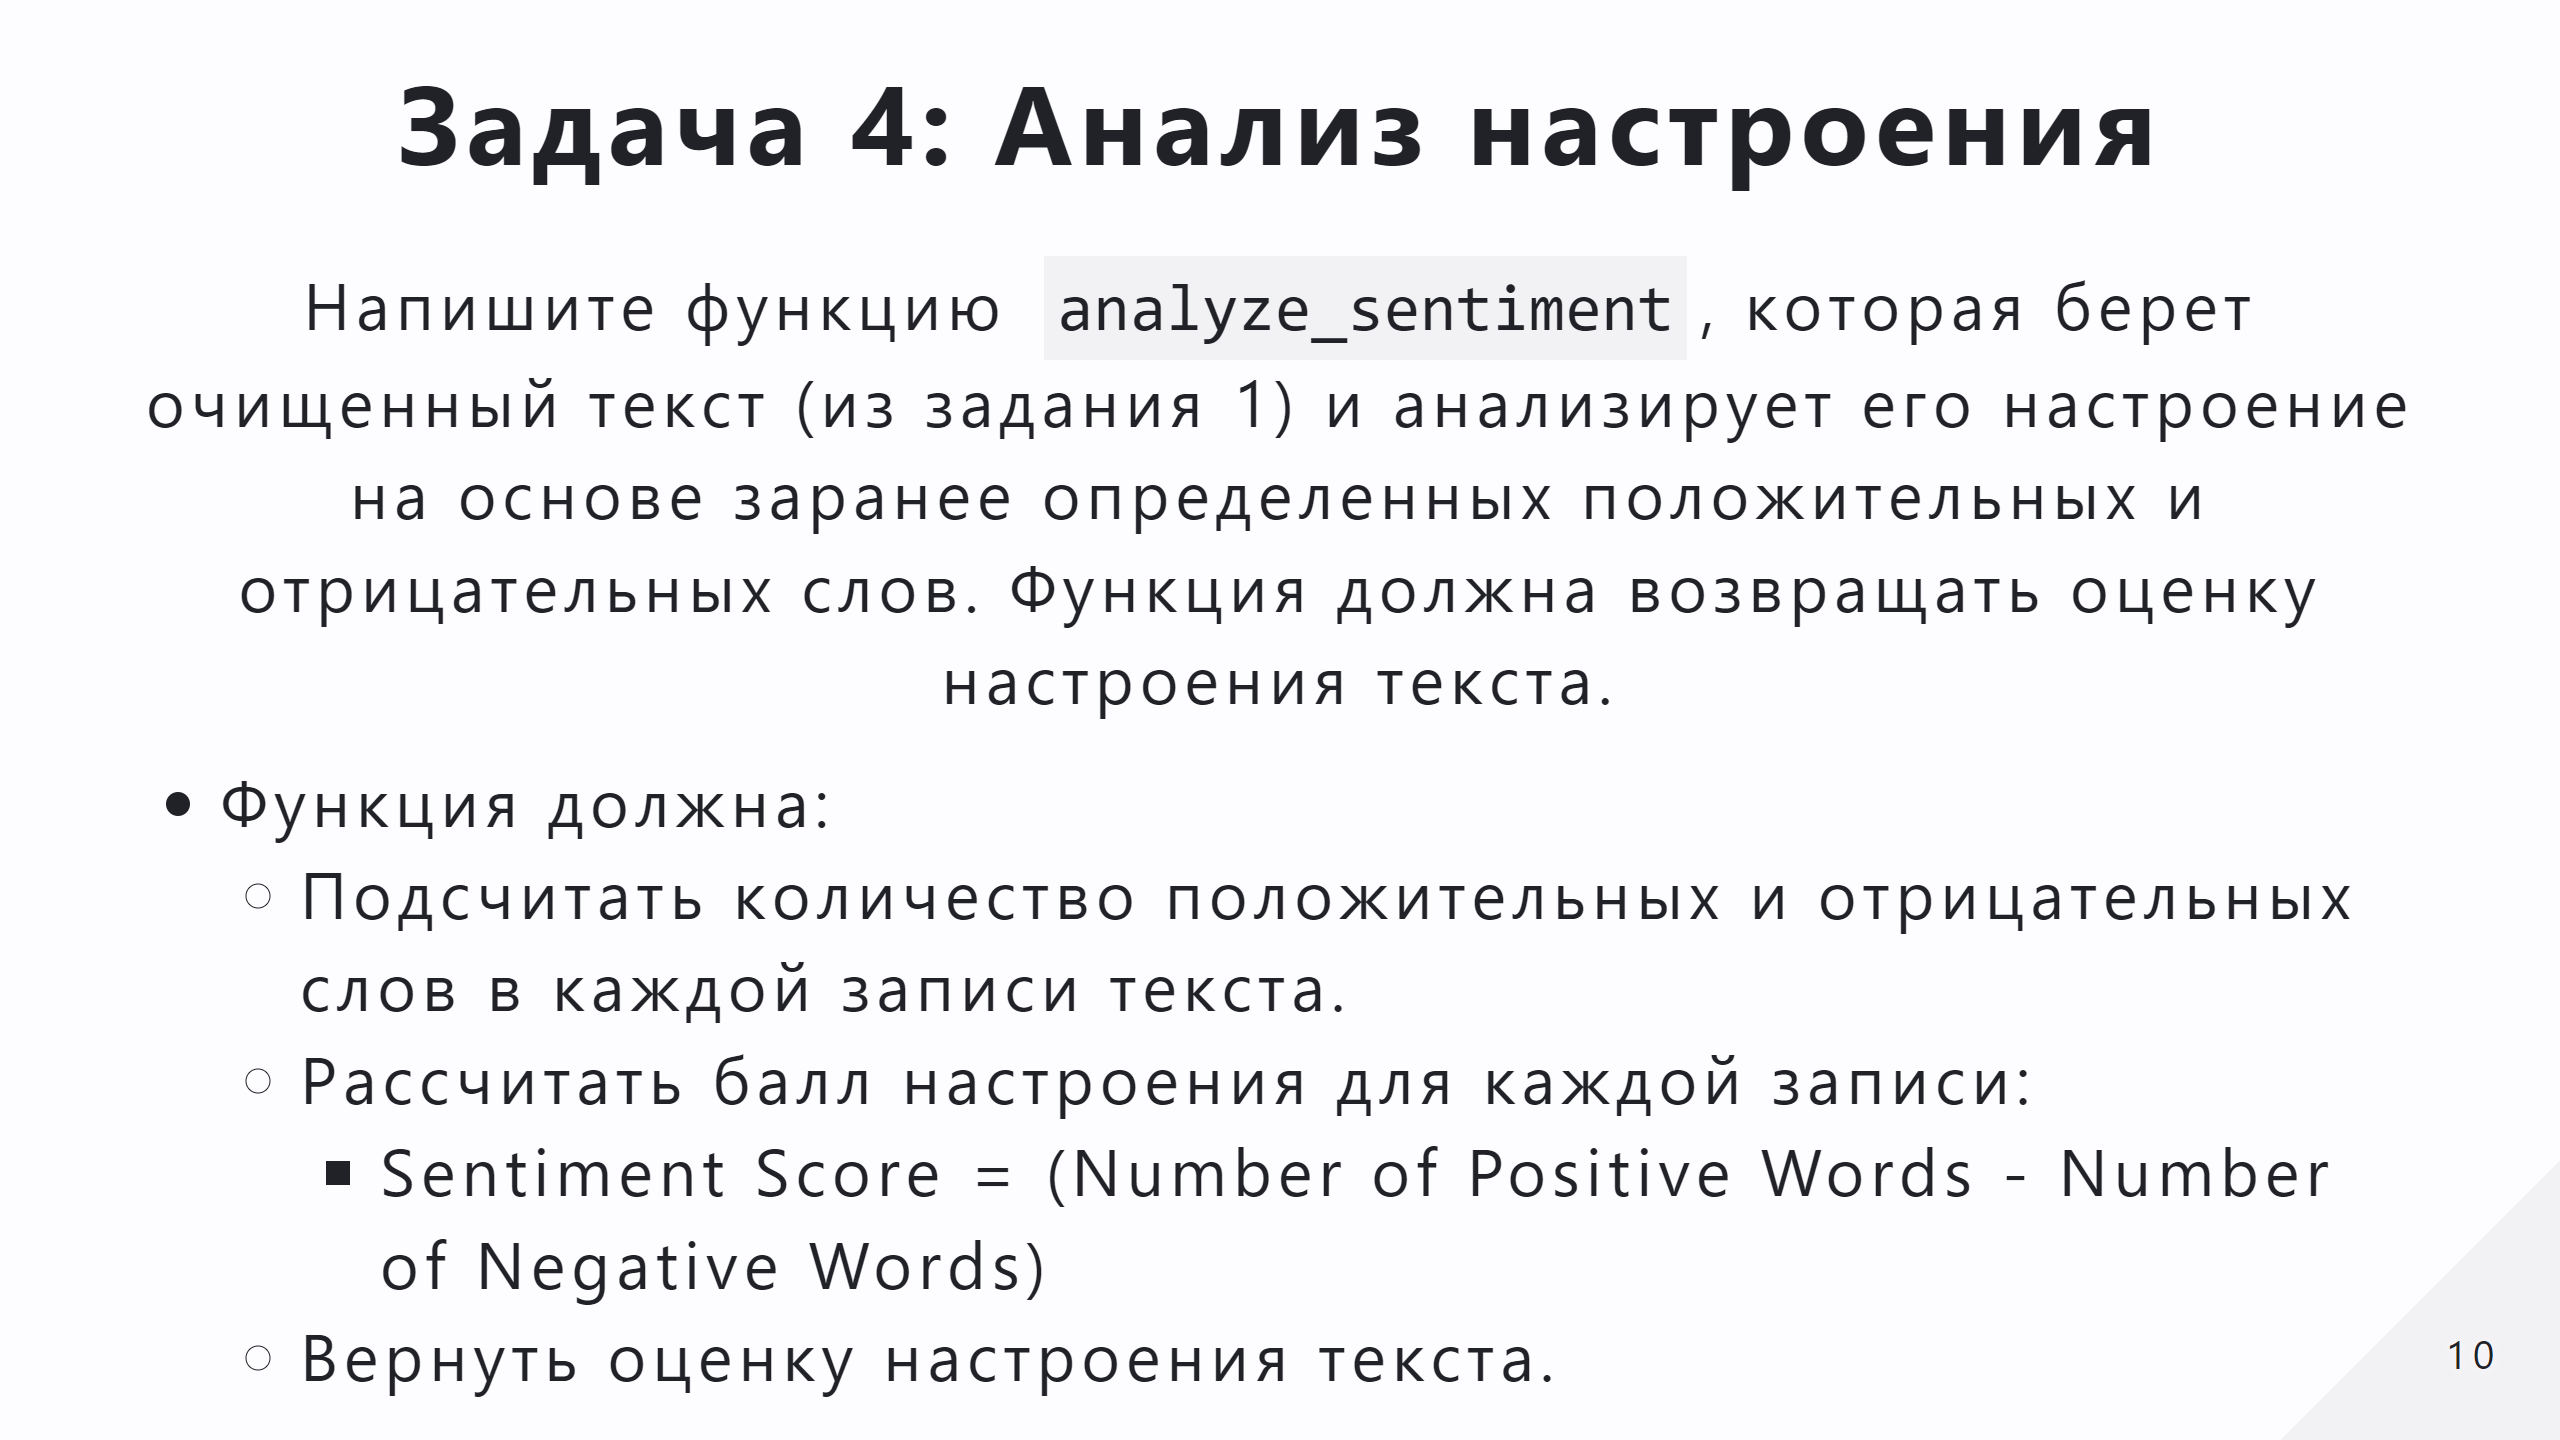 Задача 4: Анализ настроения
Напишите функцию analyze_sentiment, которая берет
очищенный текст (из задания 1) и анализирует его настроение
на основе заранее определенных положительных и
отрицательных слов. Функция должна возвращать оценку
настроения текста.
Функция должна:
Подсчитать количество положительных и отрицательных
слов в каждой записи текста.
Рассчитать балл настроения для каждой записи:
Sentiment Score = (Number of Positive Words - Number
of Negative Words)
Вернуть оценку настроения текста.
10